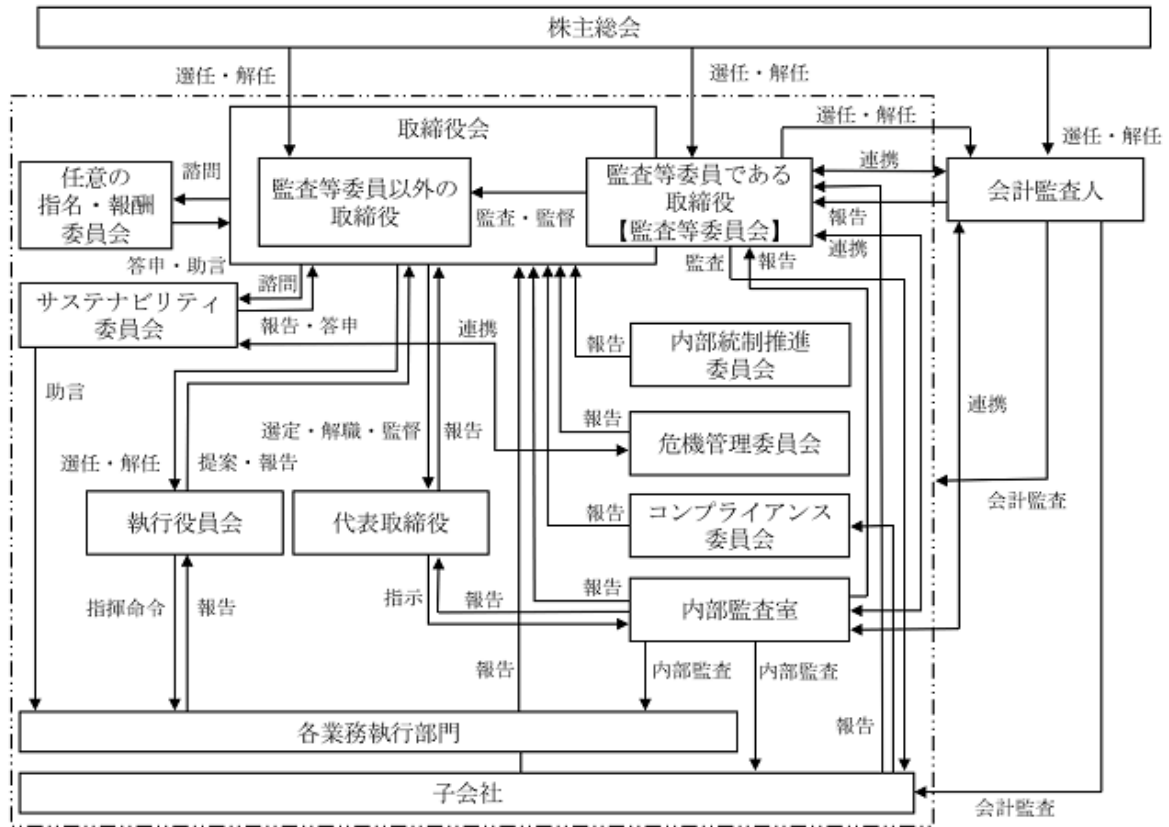 株主総会
選任・解任
選任・解任
選任・解任
選任・解任
取締役会
任意の
指名・報酬
委員会
諮問
答申・助言
監査等委員以外の
取締役
監査・監督
監査等委員である
取締役
【監査等委員会】
連携
報告
連携
会計監査人
監査
報告
諮問
サステナビリティ
委員会
報告・答申
連携
報告
内部統制推進
委員会
助言
連携
選定・解職・監督
報告
報告
危機管理委員会
選任・解任
提案・報告
会計監査
執行役員会
代表取締役
報告
コンプライアンス
委員会
指揮命令
報告
指示
報告
報告
内部監査室
報告
内部監査
内部監査
報告
各業務執行部門
子会社
会計監査